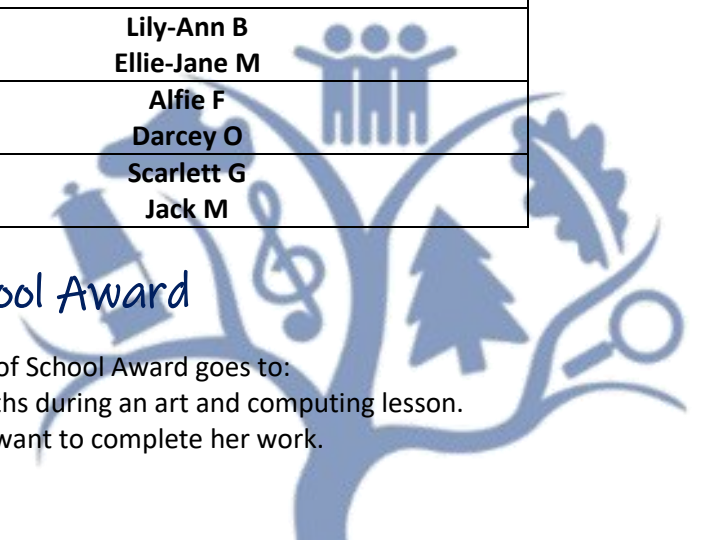 Lily-Ann B
Ellie-Jane M
Alfie F
Darcey O
Scarlett G
Jack M
ool Award
of School Award goes to:
ths during an art and computing lesson.
want to complete her work.